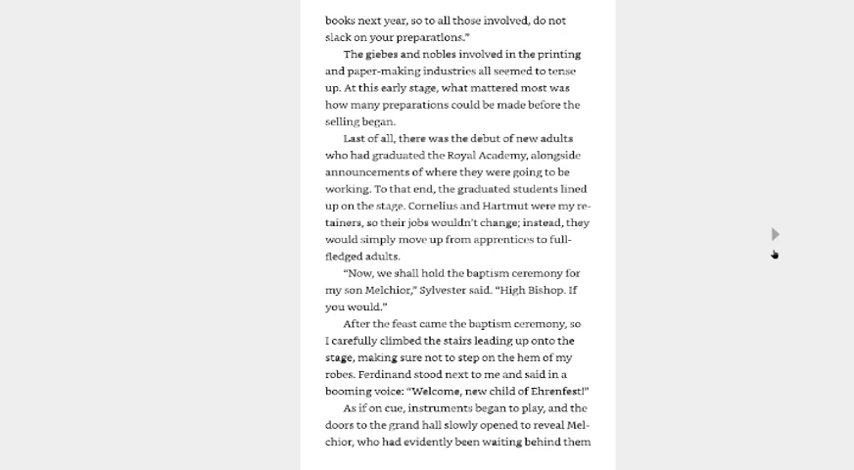 books next year, so to all those involved, do not
slack on your preparations.”
The giebes and nobles involved in the printing
and paper-making industries all seemed to tense
up. At this early stage, what mattered most was
how many preparations could be made before the
selling began.
Last of all, there was the debut of new adults
who had graduated the Royal Academy, alongside
announcements of where they were going to be
working. To that end, the graduated students lined
up on the stage. Cornelius and Hartmut were my re-
tainers, so their jobs wouldn’t change; instead, they
would simply move up from apprentices to full-
fledged adults.
“Now, we shall hold the baptism ceremony for
my son Melchior,” Sylvester said. “High Bishop. If
you would.”
After the feast came the baptism ceremony, so
I carefully climbed the stairs leading up onto the
stage, making sure not to step on the hem of my
robes. Ferdinand stood next to me and said in a
booming voice: “Welcome, new child of Ehrenfest!”
As if on cue, instruments began to play, and the
doors to the grand hall slowly opened to reveal Mel-
chior, who had evidently been waiting behind them